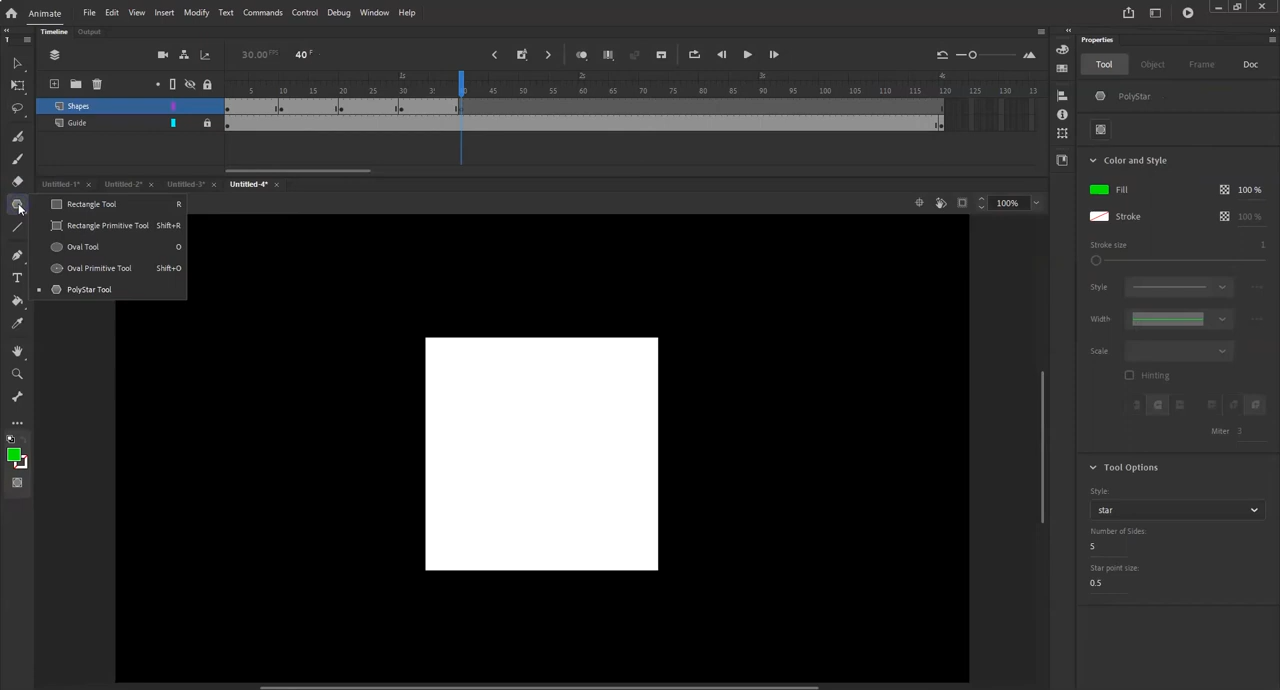 Animate File Edit View Insert Modify Text Commands Control Debug Window Help
Timeline Output
30.00 FPS 40 F
1s 2s 3s 4s
5 10 15 20 25 30 35 40 45 50 55 60 65 70 75 80 85 90 95 100 105 110 115 120 125 130
Shapes
Guide
Untitled-1* Untitled-2* Untitled-3* Untitled-4*
100%
Rectangle Tool R
Rectangle Primitive Tool Shift+R
Oval Tool O
Oval Primitive Tool Shift+O
PolyStar Tool
T
Properties
Tool Object Frame Doc
PolyStar
Color and Style
Fill 100 %
Stroke 100 %
Stroke size 1
Style
Width
Scale
Hinting
Miter 3
Tool Options
Style:
star
Number of Sides:
5
Star point size:
0.5